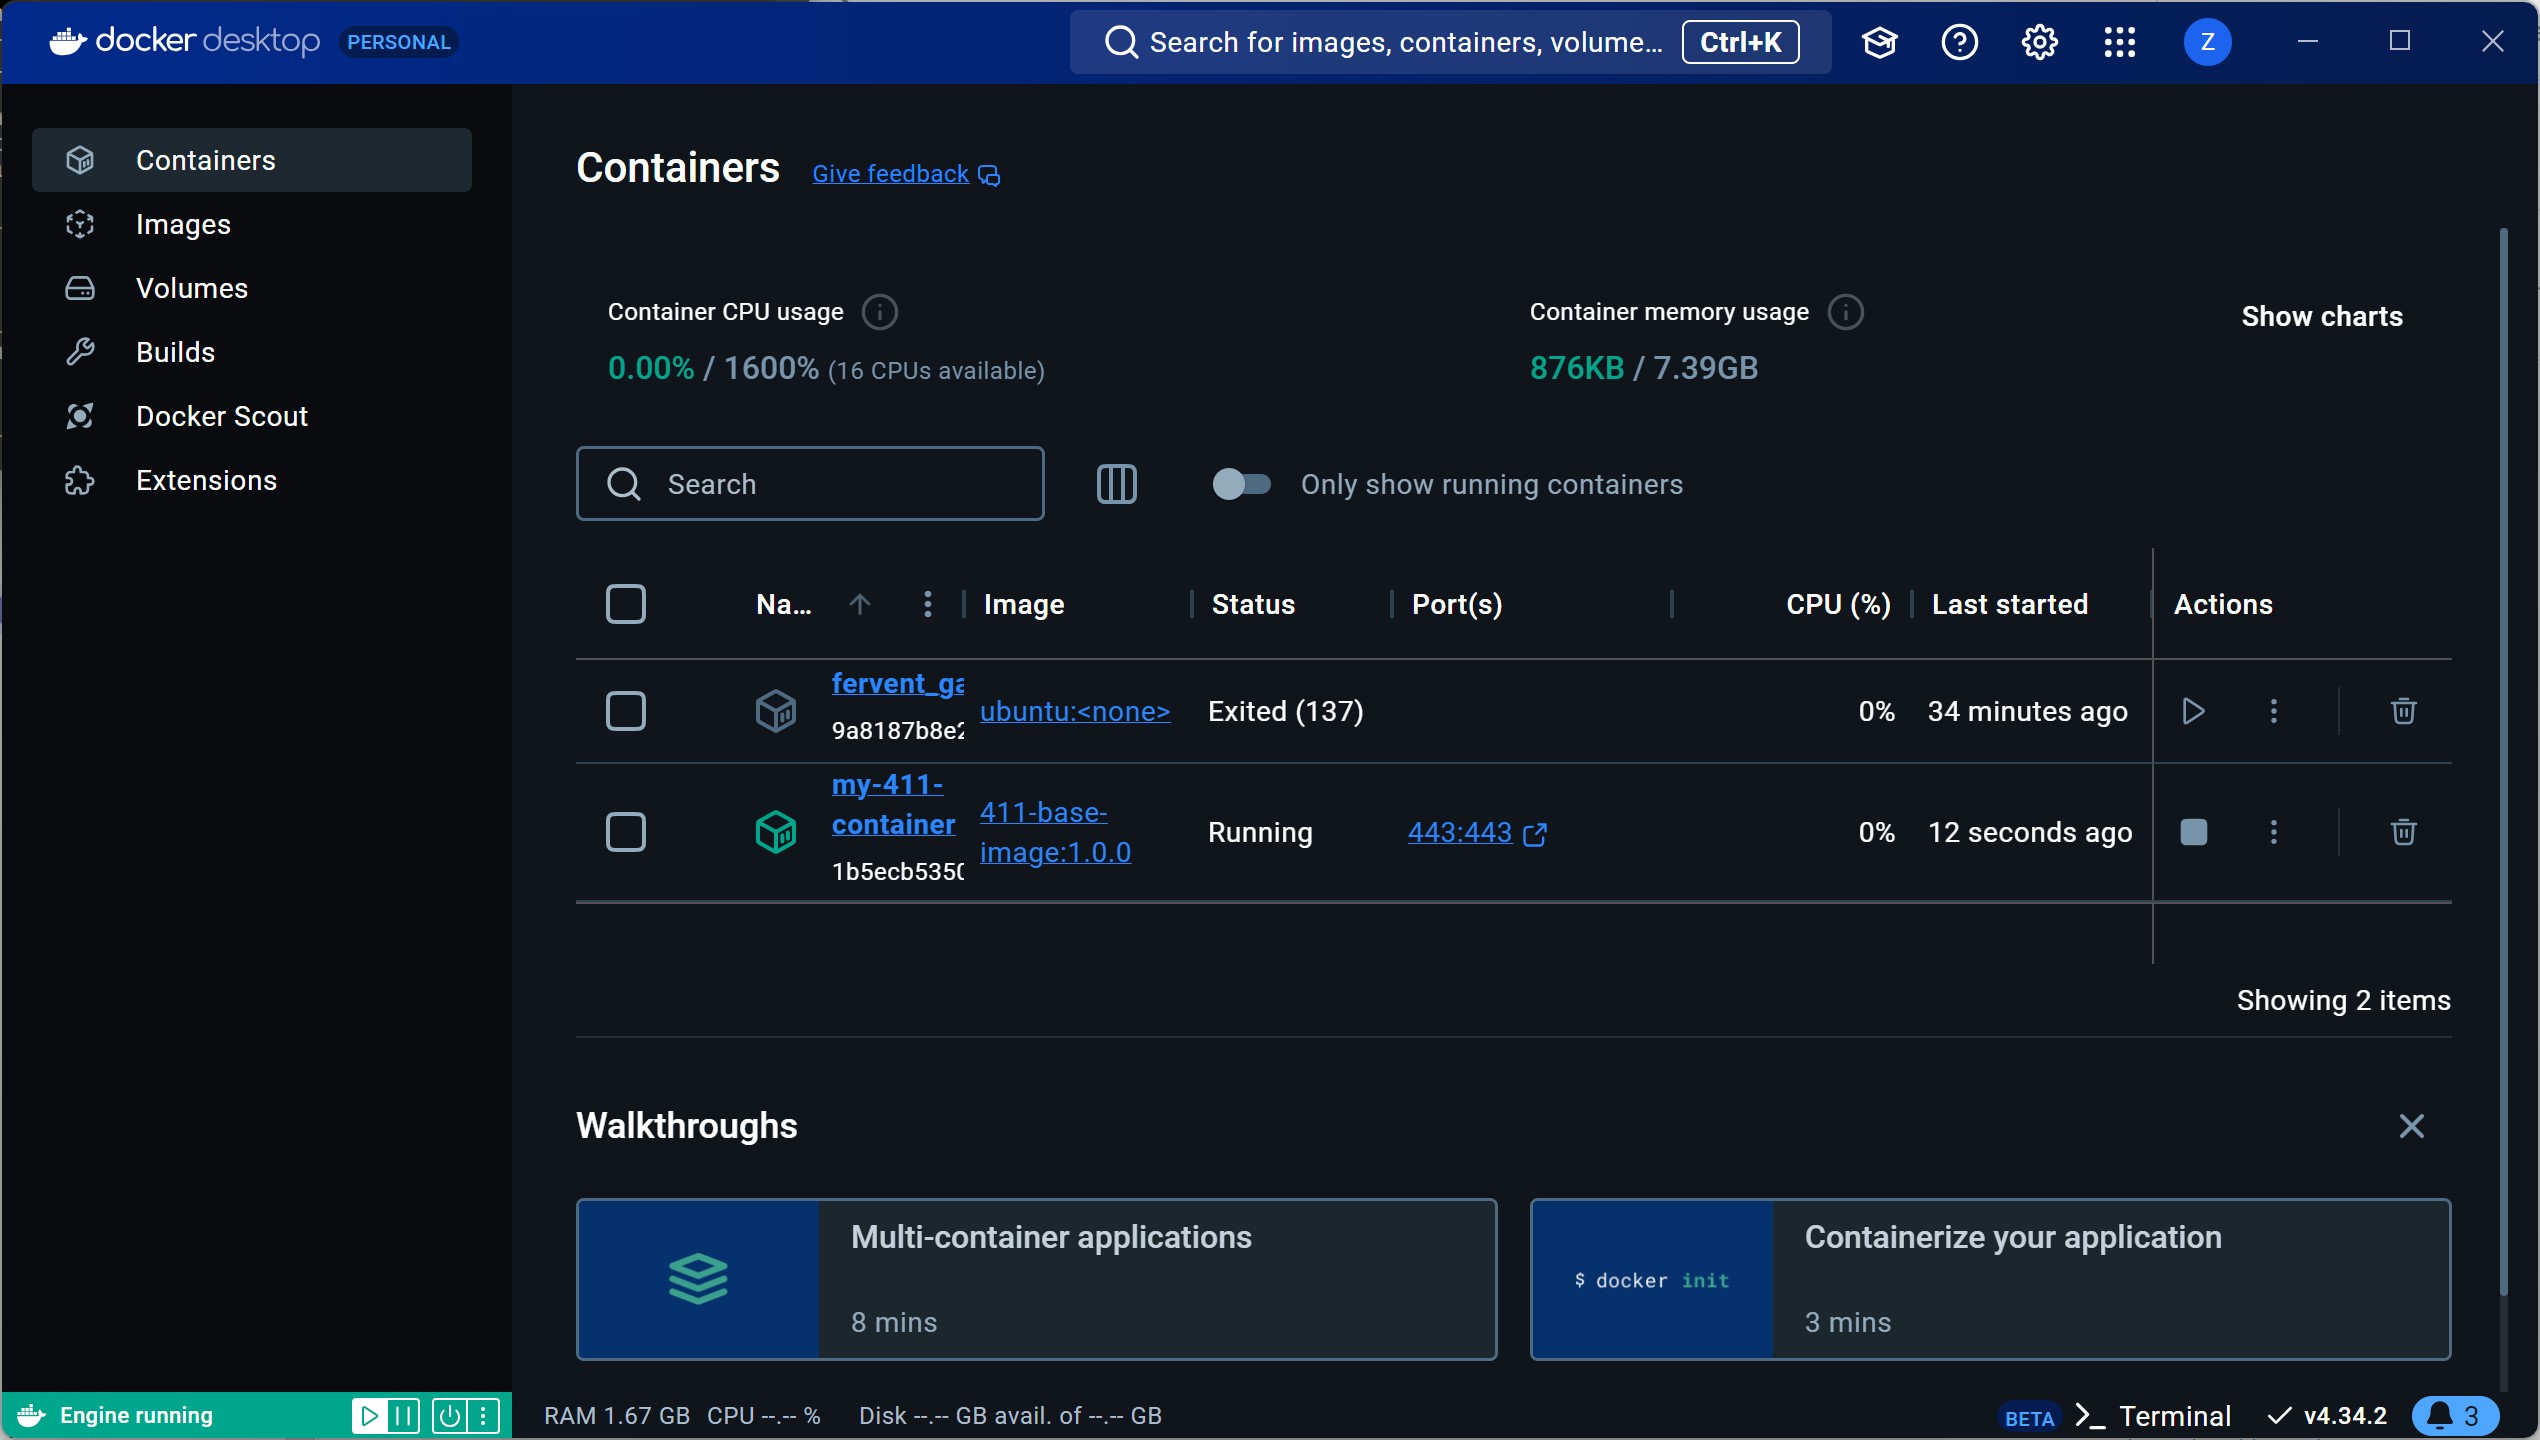 docker desktop PERSONAL
Search for images, containers, volume... Ctrl+K
Z
Containers
Images
Volumes
Builds
Docker Scout
Extensions
Containers Give feedback
Container CPU usage
0.00% / 1600% (16 CPUs available)
Container memory usage
876KB / 7.39GB
Show charts
Search
Only show running containers
Na... Image Status Port(s) CPU (%) Last started Actions
fervent_ga
9a8187b8e2
ubuntu:<none> Exited (137) 0% 34 minutes ago
my-411-
container
1b5ecb5350
411-base-
image:1.0.0
Running 443:443 0% 12 seconds ago
Showing 2 items
Walkthroughs
Multi-container applications
8 mins
$ docker init
Containerize your application
3 mins
Engine running
RAM 1.67 GB CPU --.-- % Disk --.-- GB avail. of --.-- GB
BETA Terminal v4.34.2 3